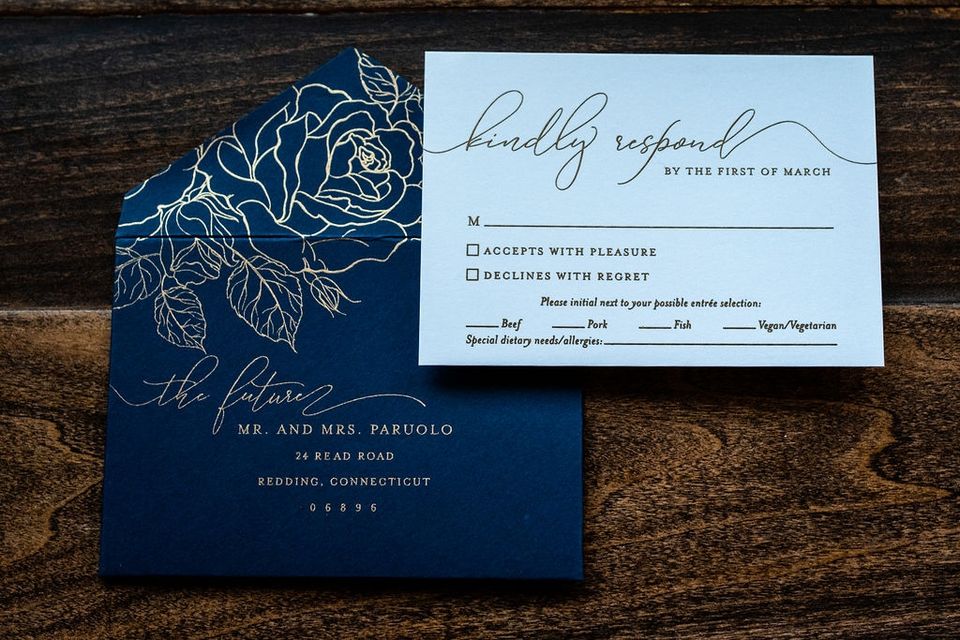 kindly respond
BY THE FIRST OF MARCH
M
ACCEPTS WITH PLEASURE
DECLINES WITH REGRET
Please initial next to your possible entrée selection:
Beef Pork Fish Vegan/Vegetarian
Special dietary needs/allergies:
the future
MR. AND MRS. PARUOLO
24 READ ROAD
REDDING, CONNECTICUT
06896